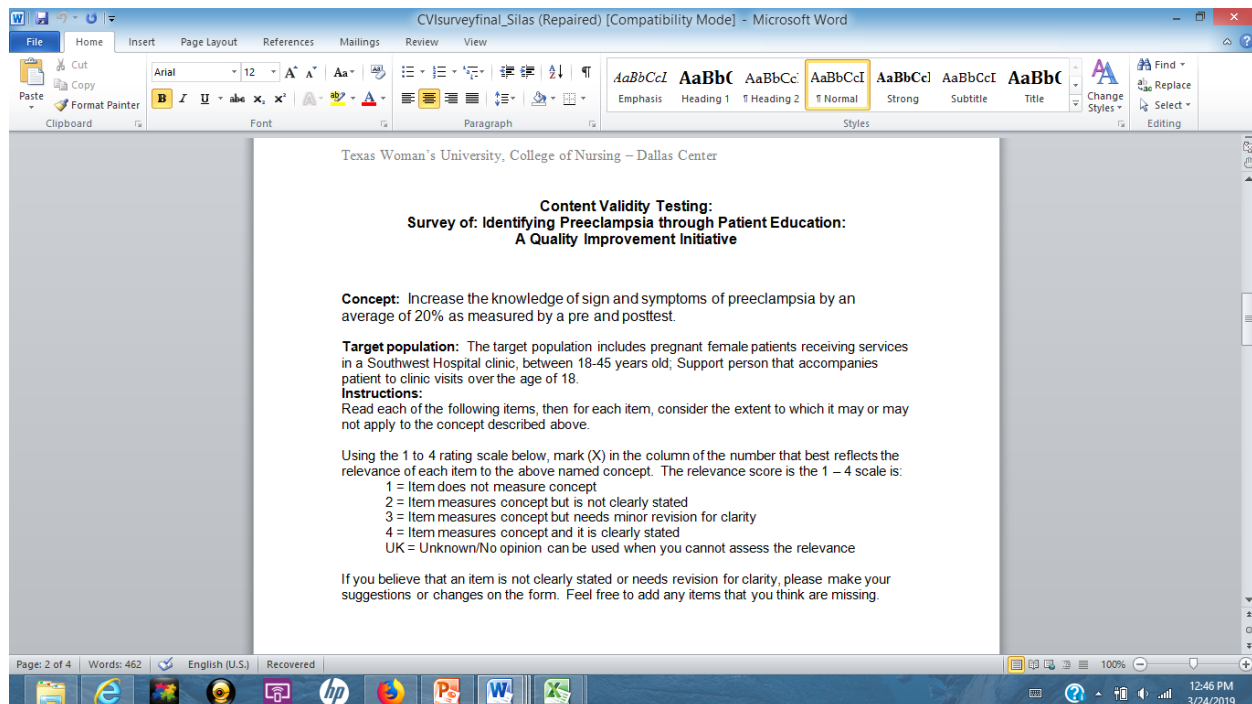 CVIsurveyfinal_Silas (Repaired) [Compatibility Mode] - Microsoft Word
File Home Insert Page Layout References Mailings Review View
Cut
Copy
Format Painter
Paste
Clipboard
Arial 12
Font
Paragraph
AaBbCcI AaBb( AaBbCc AaBbCcI AaBbCcl AaBbCcI AaBb(
Emphasis Heading 1 ¶ Heading 2 ¶ Normal Strong Subtitle Title
Styles
Change Styles
Find
Replace
Select
Editing
Texas Woman's University, College of Nursing – Dallas Center
Content Validity Testing:
Survey of: Identifying Preeclampsia through Patient Education:
A Quality Improvement Initiative
Concept: Increase the knowledge of sign and symptoms of preeclampsia by an
average of 20% as measured by a pre and posttest.
Target population: The target population includes pregnant female patients receiving services
in a Southwest Hospital clinic, between 18-45 years old; Support person that accompanies
patient to clinic visits over the age of 18.
Instructions:
Read each of the following items, then for each item, consider the extent to which it may or may
not apply to the concept described above.
Using the 1 to 4 rating scale below, mark (X) in the column of the number that best reflects the
relevance of each item to the above named concept. The relevance score is the 1 – 4 scale is:
1 = Item does not measure concept
2 = Item measures concept but is not clearly stated
3 = Item measures concept but needs minor revision for clarity
4 = Item measures concept and it is clearly stated
UK = Unknown/No opinion can be used when you cannot assess the relevance
If you believe that an item is not clearly stated or needs revision for clarity, please make your
suggestions or changes on the form. Feel free to add any items that you think are missing.
Page: 2 of 4 Words: 462 English (U.S.) Recovered 100%
12:46 PM
3/24/2019